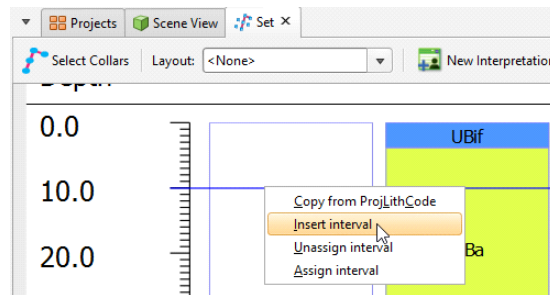 Projects Scene View Set
Select Collars Layout: <None> New Interpretation
Depth
0.0
UBif
10.0
Copy from ProjLithCode
Insert interval
Unassign interval
Ba
20.0
Assign interval